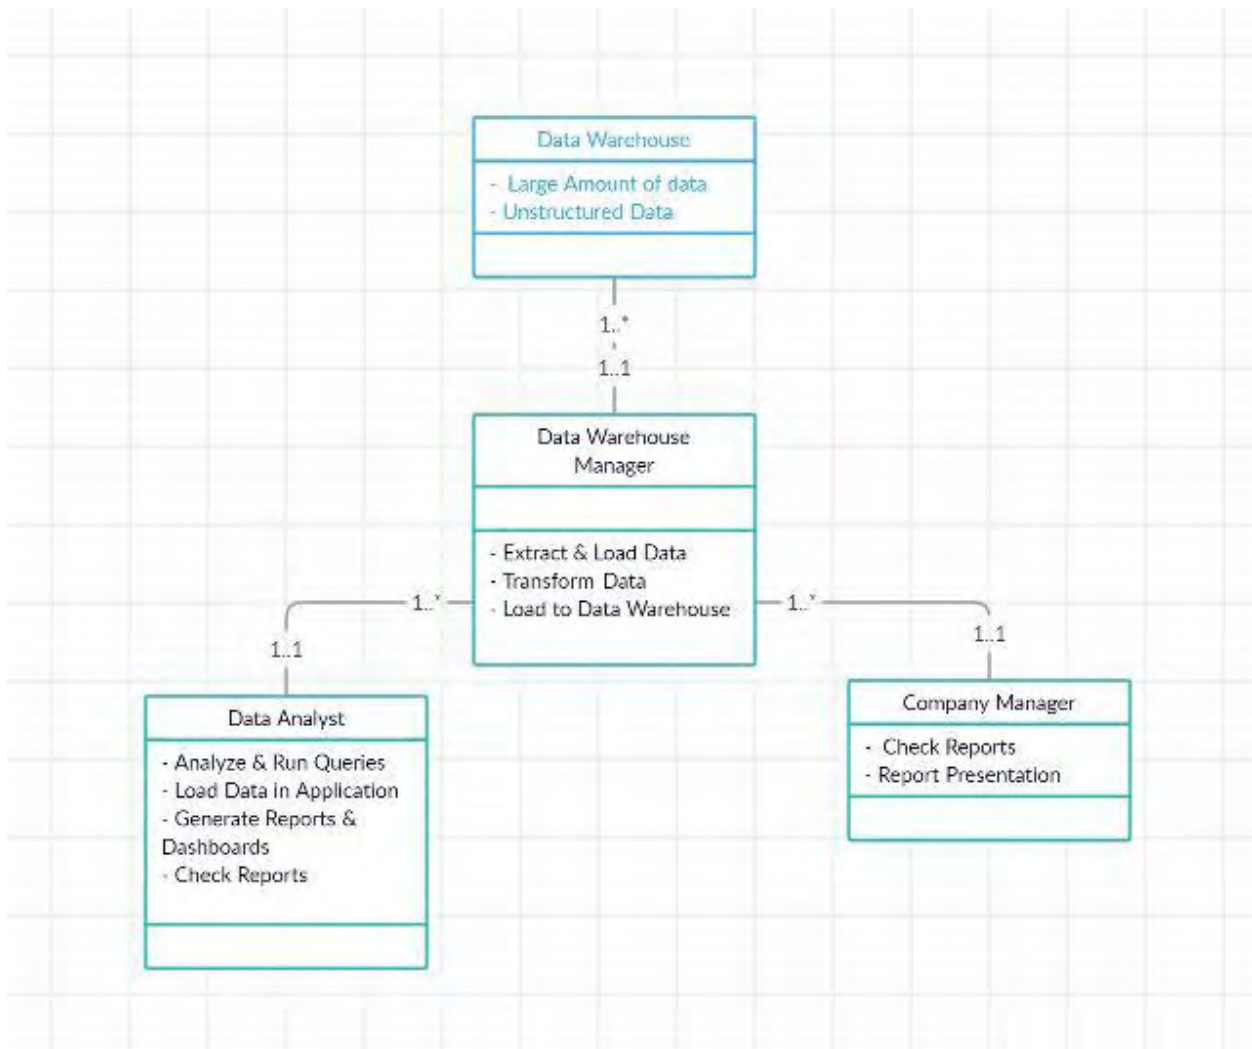 Data Warehouse
- Large Amount of data
- Unstructured Data
1..*
1..1
Data Warehouse
Manager
- Extract & Load Data
- Transform Data
- Load to Data Warehouse
1..*
1..*
1..1
1..1
Data Analyst
- Analyze & Run Queries
- Load Data in Application
- Generate Reports &
Dashboards
- Check Reports
Company Manager
- Check Reports
- Report Presentation